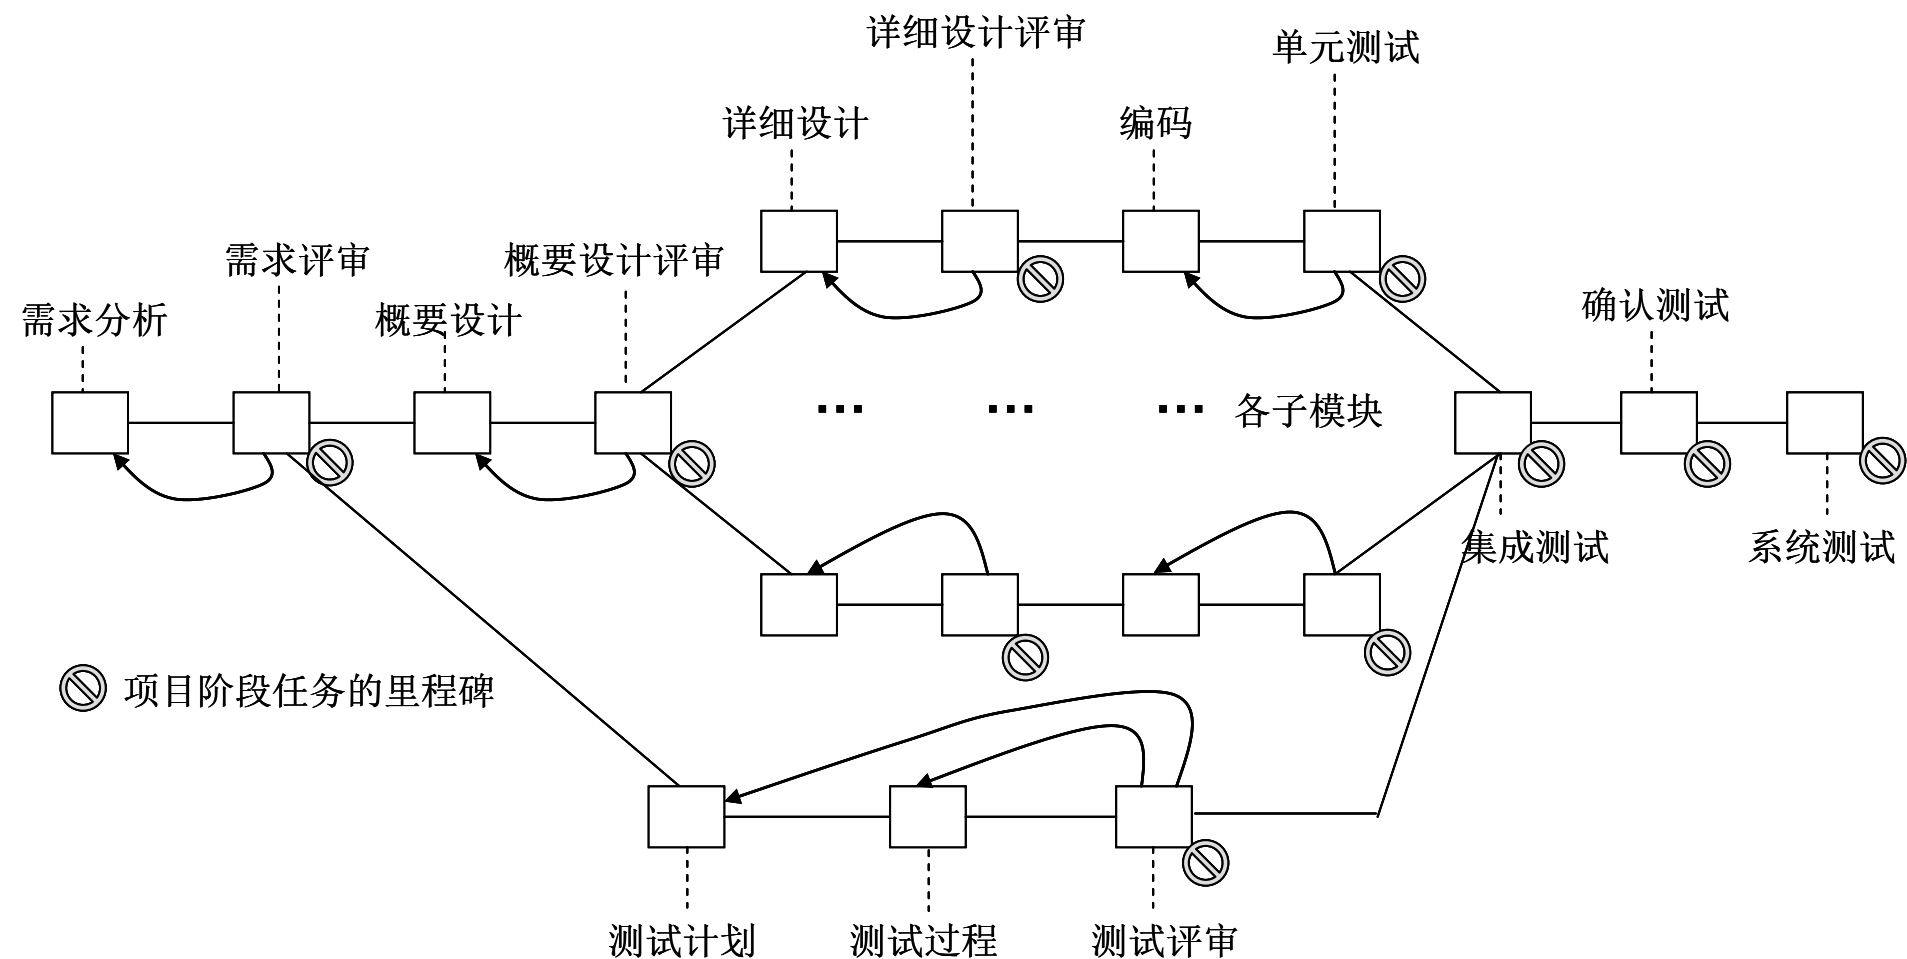 详细设计评审
单元测试
详细设计
编码
需求评审
概要设计评审
需求分析
概要设计
确认测试
... ... ... 各子模块
集成测试
系统测试
项目阶段任务的里程碑
测试计划
测试过程
测试评审